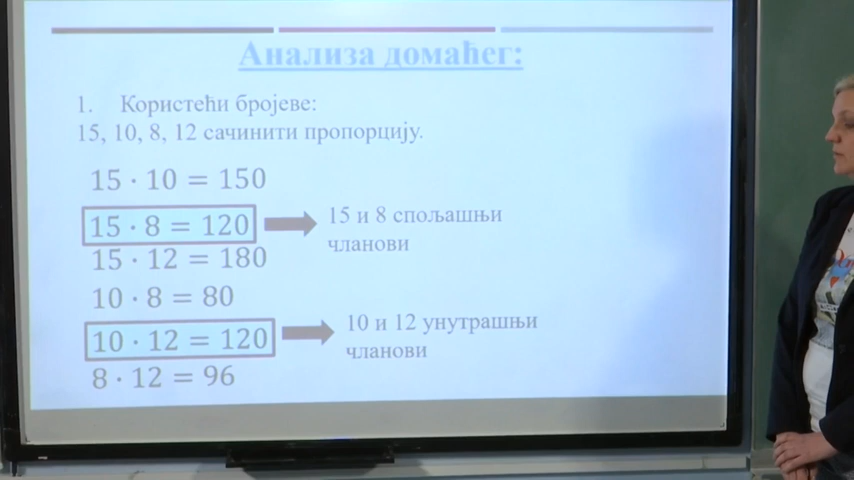 Анализа домаћег:
1. Користећи бројеве:
15, 10, 8, 12 сачинити пропорцију.
15 · 10 = 150
15 · 8 = 120
15 и 8 спољашњи
чланови
15 · 12 = 180
10 · 8 = 80
10 · 12 = 120
10 и 12 унутрашњи
чланови
8 · 12 = 96